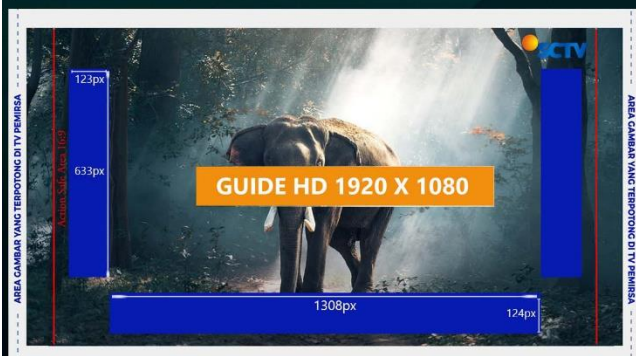 SCTV
123px
AREA GAMBAR YANG TERPOTONG DI TV PEMIRSA
Action Safe Area 16:9
633px
GUIDE HD 1920 X 1080
AREA GAMBAR YANG TERPOTONG DI TV PEMIRSA
1308px
124px